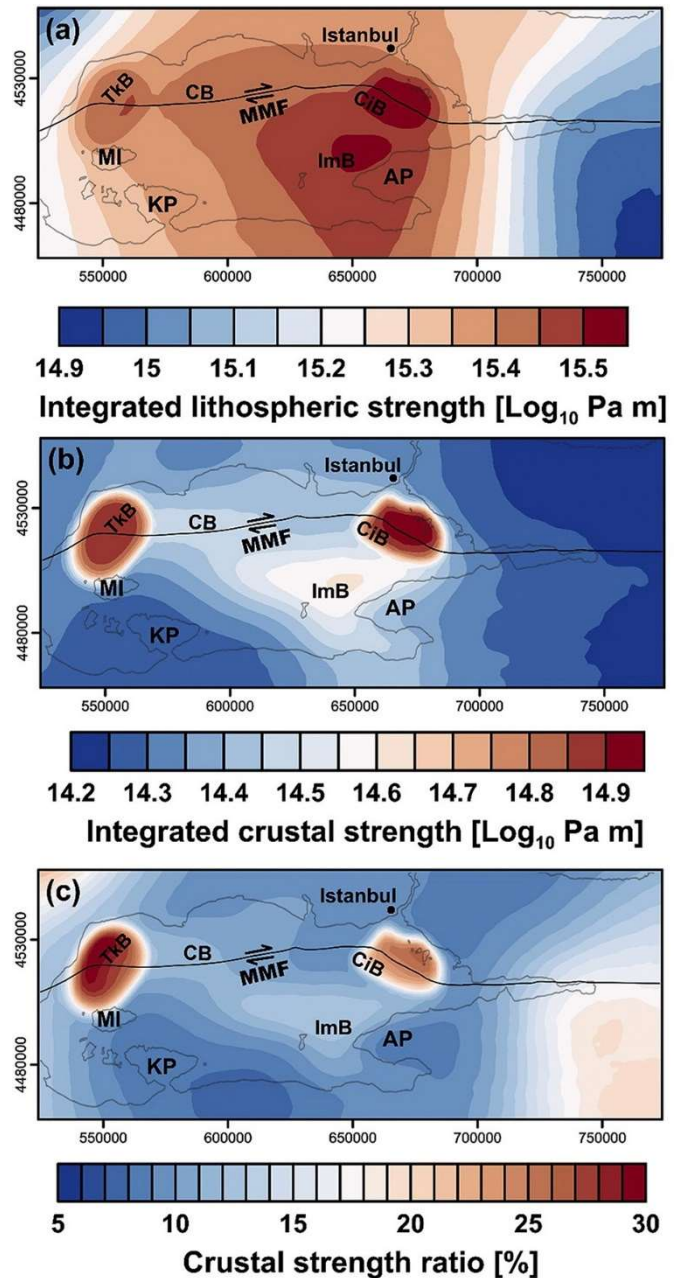 (a)
Istanbul
4530000
TkB
CB
MMF
CiB
MI
ImB
AP
KP
4480000
550000 600000 650000 700000 750000
14.9 15 15.1 15.2 15.3 15.4 15.5
Integrated lithospheric strength [Log₁₀ Pa m]
(b)
Istanbul
4530000
TkB
CB
MMF
CiB
MI
ImB
AP
KP
4480000
550000 600000 650000 700000 750000
14.2 14.3 14.4 14.5 14.6 14.7 14.8 14.9
Integrated crustal strength [Log₁₀ Pa m]
(c)
Istanbul
4530000
TkB
CB
MMF
CiB
MI
ImB
AP
KP
4480000
550000 600000 650000 700000 750000
5 10 15 20 25 30
Crustal strength ratio [%]